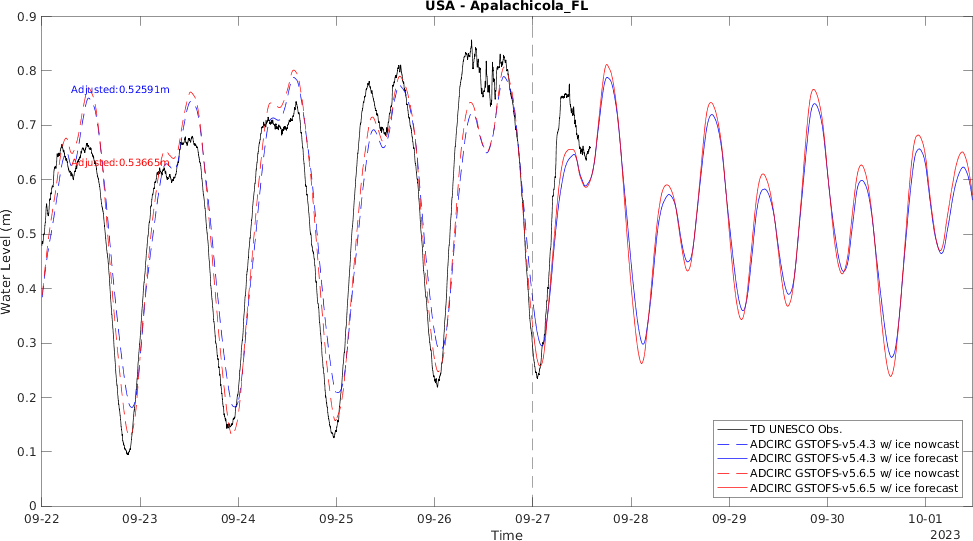 USA - Apalachicola_FL
0.9
0.8
0.7
0.6
0.5
0.4
0.3
0.2
0.1
0
Water Level (m)
Adjusted:0.52591m
Adjusted:0.53665m
TD UNESCO Obs.
ADCIRC GSTOFS-v5.4.3 w/ ice nowcast
ADCIRC GSTOFS-v5.4.3 w/ ice forecast
ADCIRC GSTOFS-v5.6.5 w/ ice nowcast
ADCIRC GSTOFS-v5.6.5 w/ ice forecast
09-22 09-23 09-24 09-25 09-26 09-27 09-28 09-29 09-30 10-01
Time
2023